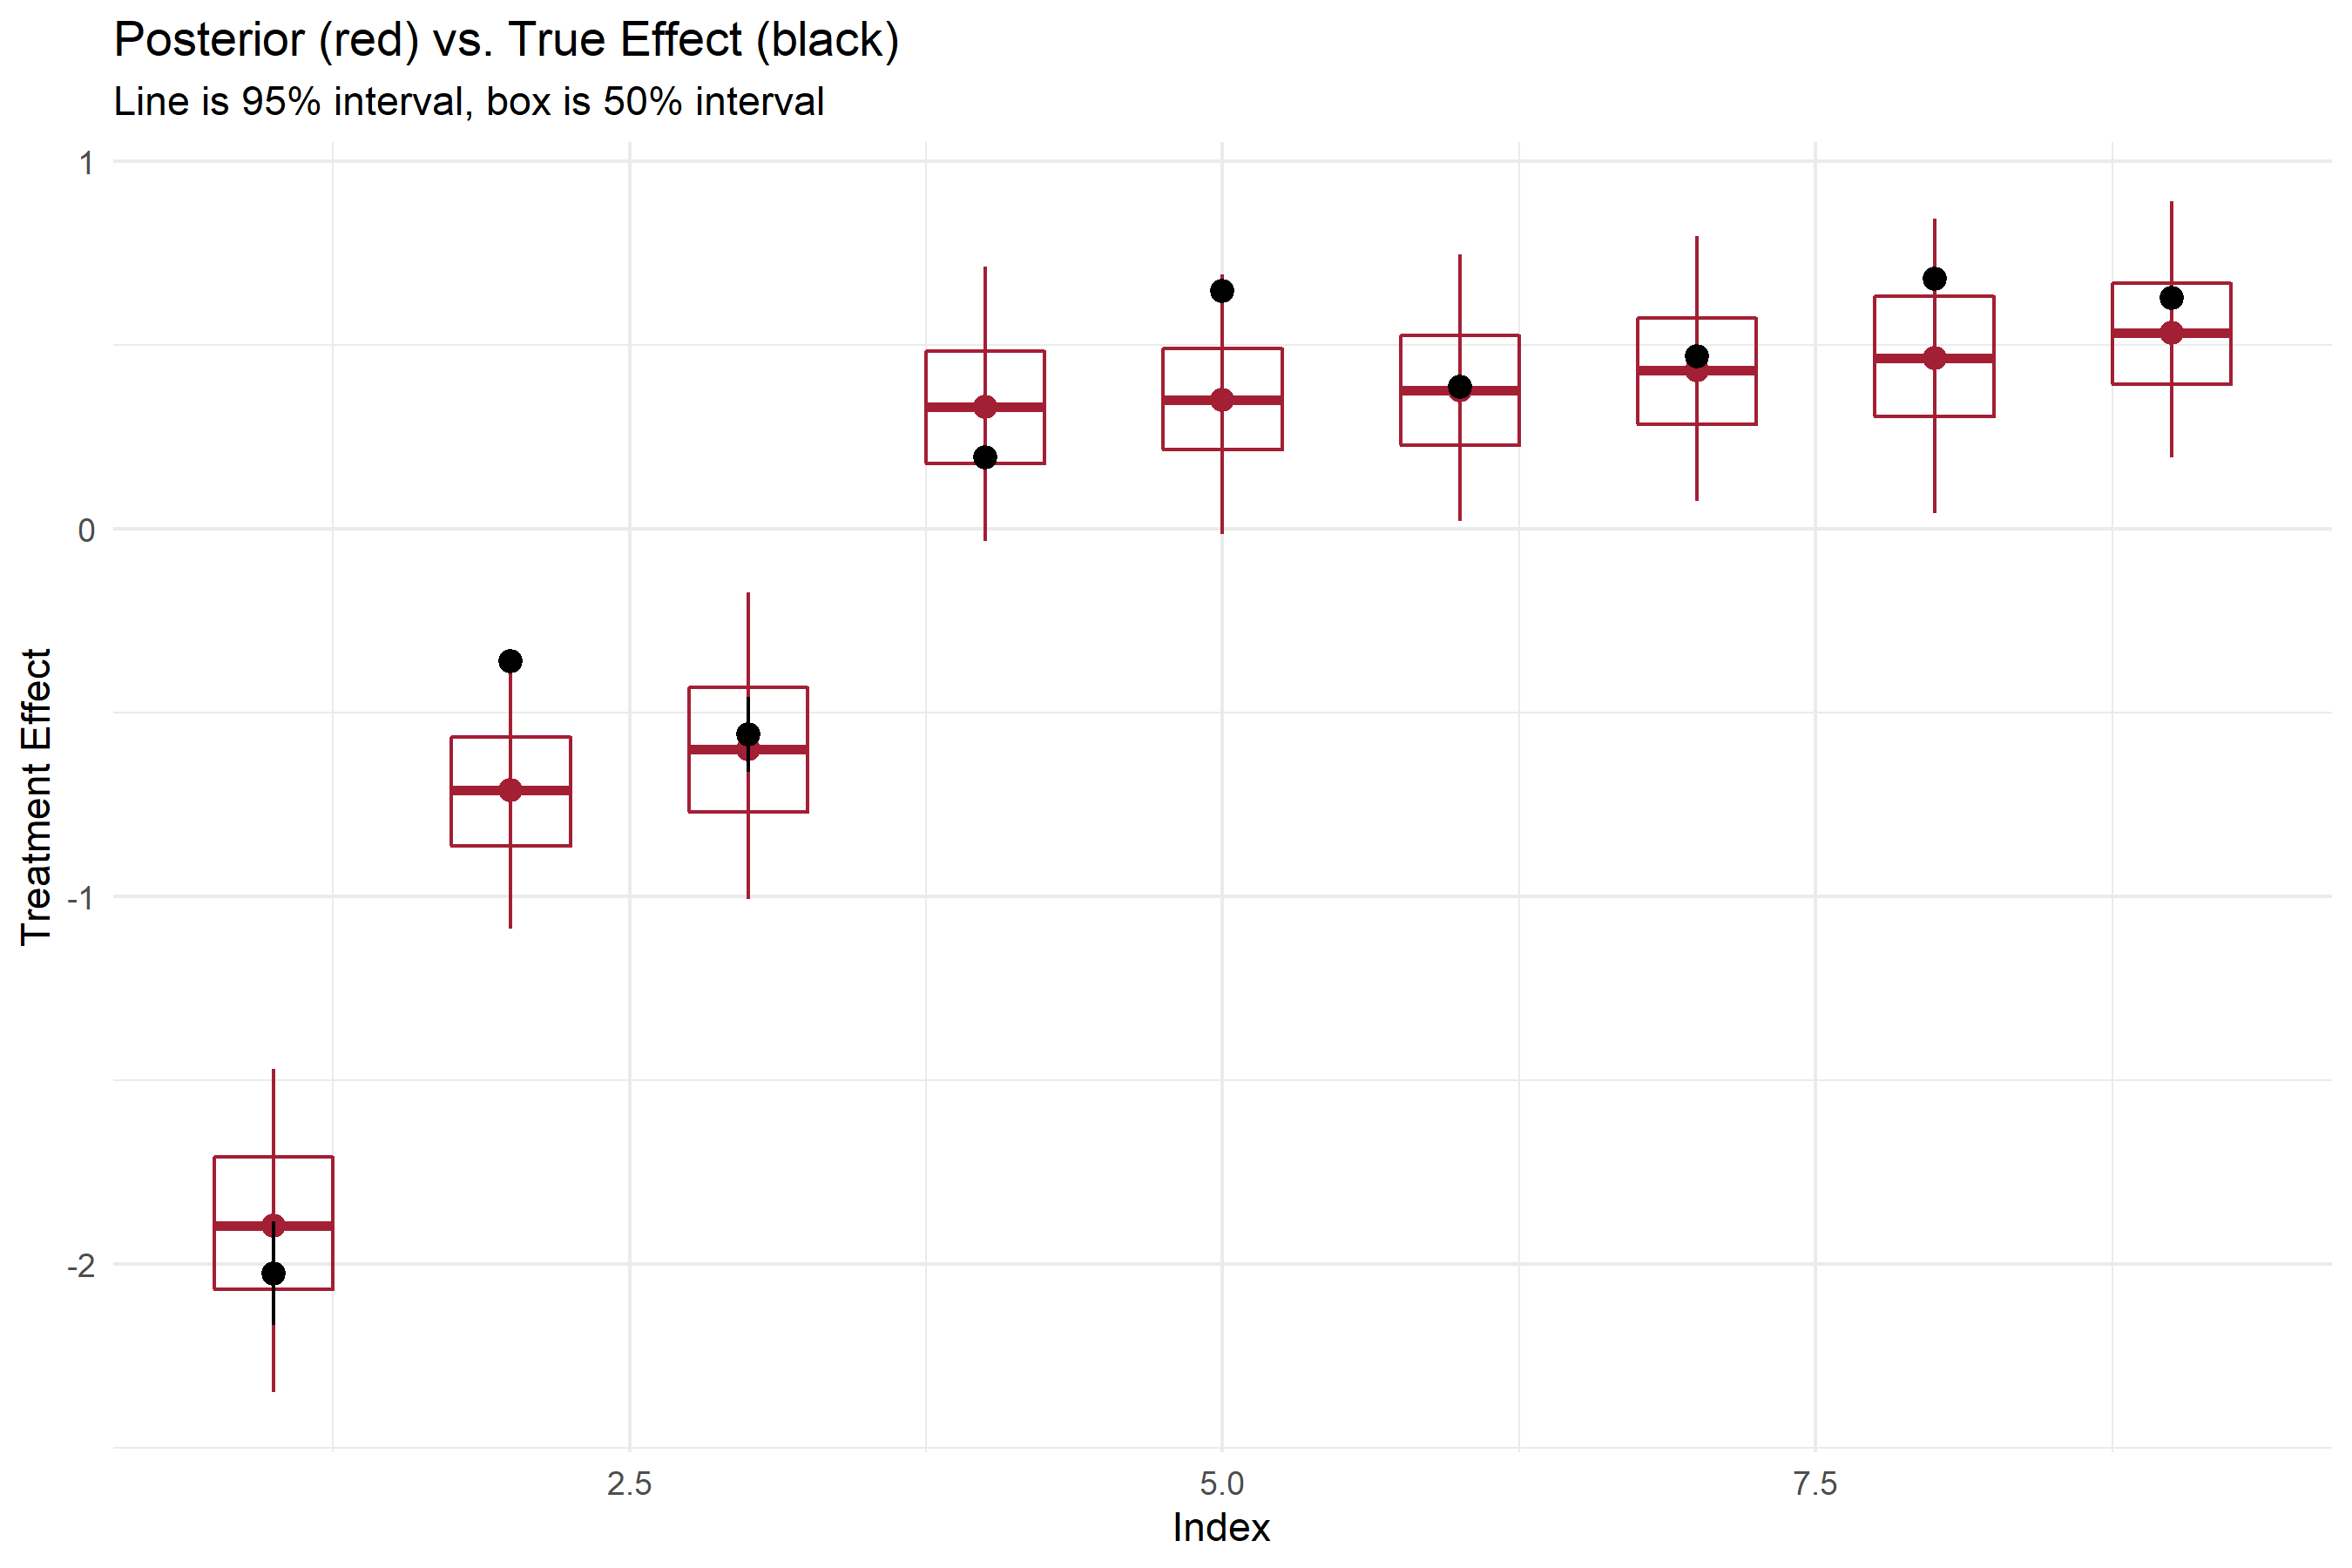 Posterior (red) vs. True Effect (black)
Line is 95% interval, box is 50% interval
1
0
-1
-2
Treatment Effect
2.5
5.0
7.5
Index